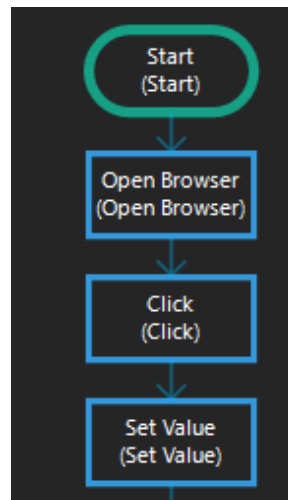 Start
(Start)
Open Browser
(Open Browser)
Click
(Click)
Set Value
(Set Value)